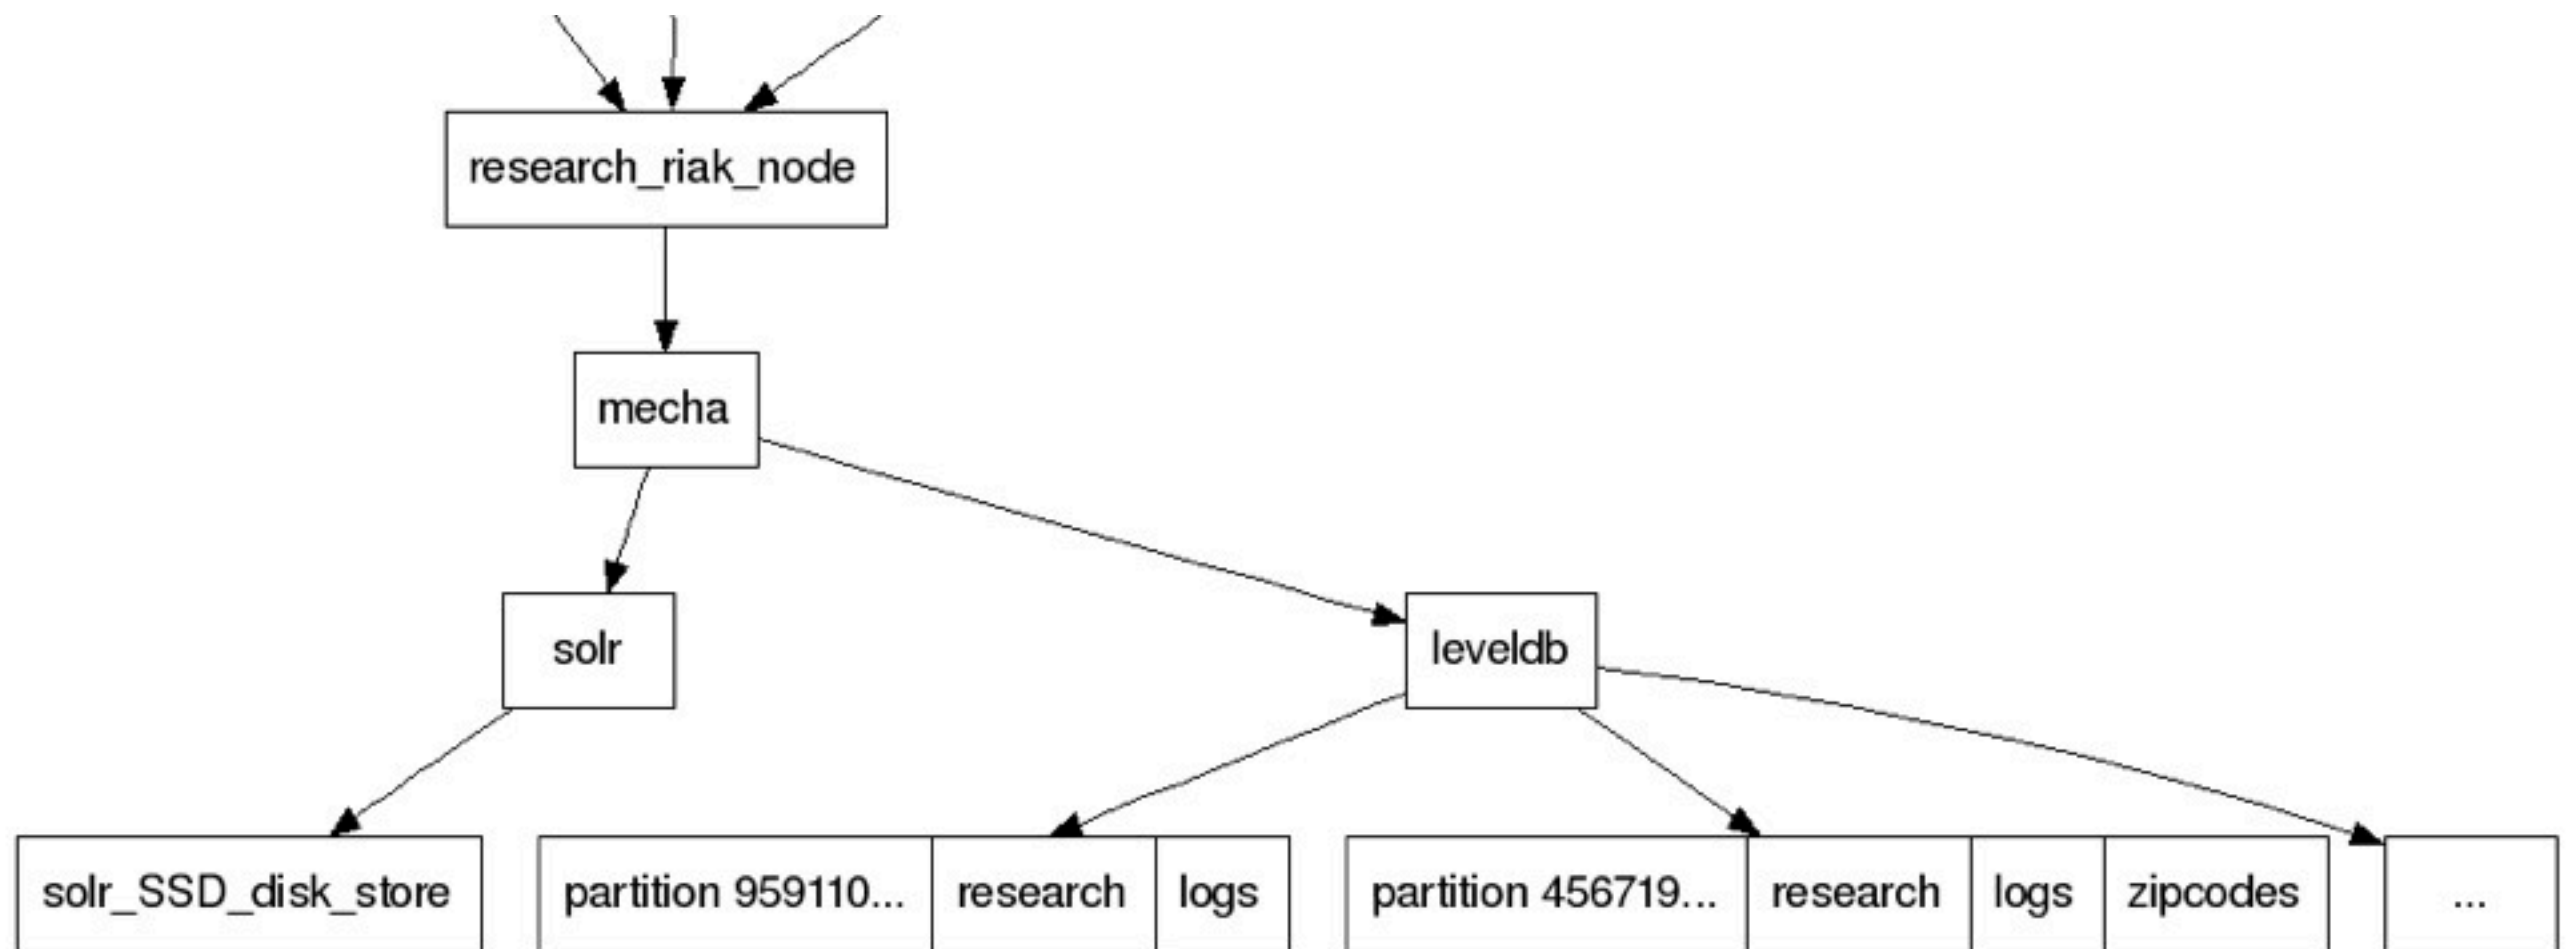 research_riak_node
mecha
solr
leveldb
solr_SSD_disk_store
partition 959110...
research
logs
partition 456719...
research
logs
zipcodes
...